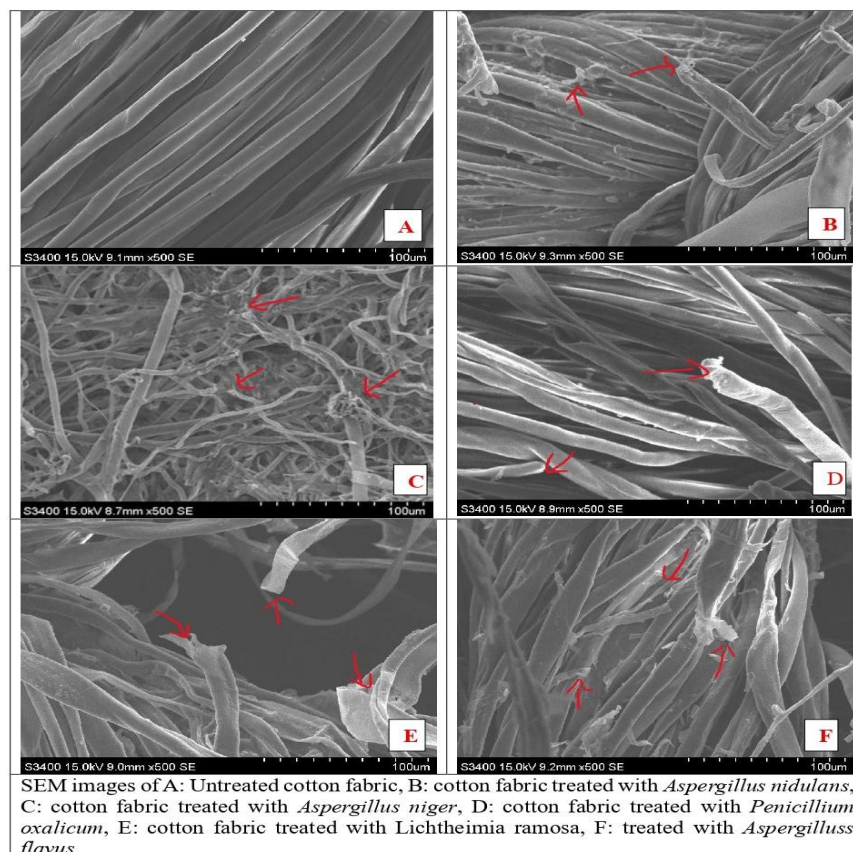 A
S3400 15.0kV 9.1mm x500 SE 100um
B
S3400 15.0kV 9.3mm x500 SE 100um
C
S3400 15.0kV 8.7mm x500 SE 100um
D
S3400 15.0kV 8.9mm x500 SE 100um
E
S3400 15.0kV 9.0mm x500 SE 100um
F
S3400 15.0kV 9.2mm x500 SE 100um
SEM images of A: Untreated cotton fabric, B: cotton fabric treated with Aspergillus nidulans,
C: cotton fabric treated with Aspergillus niger, D: cotton fabric treated with Penicillium
oxalicum, E: cotton fabric treated with Lichtheimia ramosa, F: treated with Aspergilluss
flavus